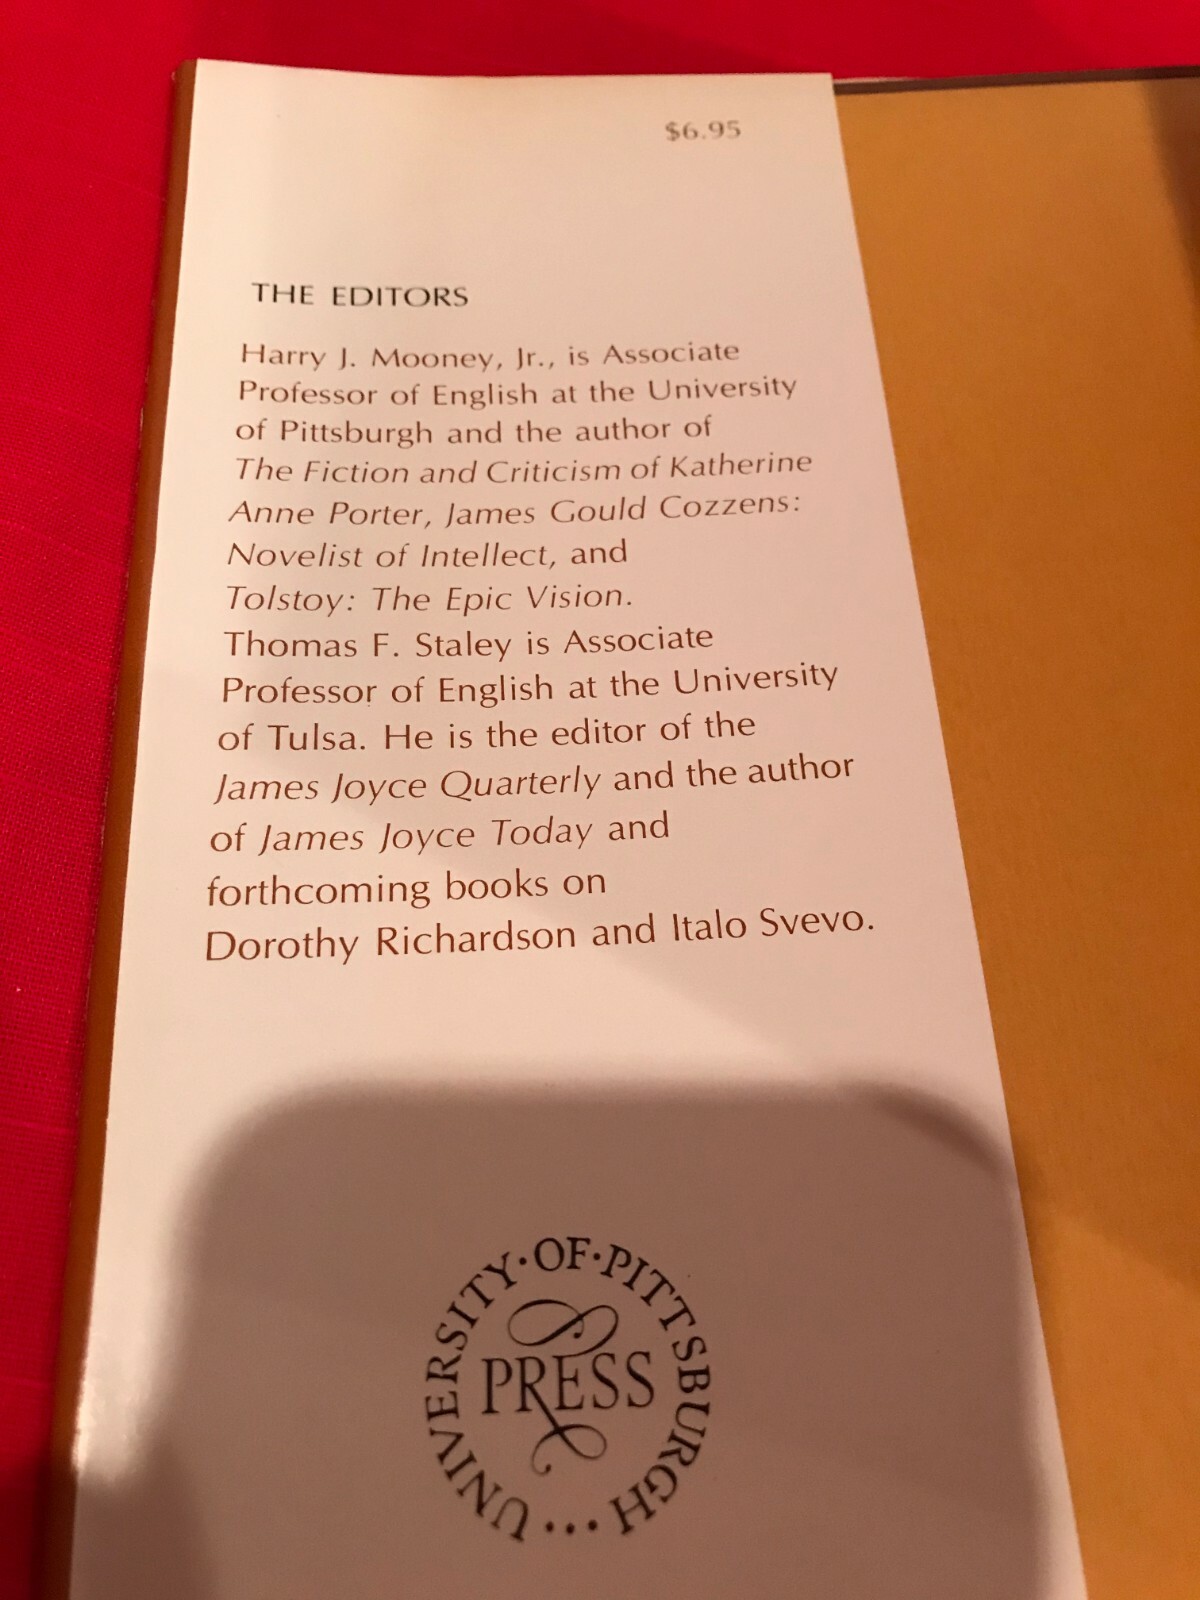 $6.95
THE EDITORS
Harry J. Mooney, Jr., is Associate
Professor of English at the University
of Pittsburgh and the author of
The Fiction and Criticism of Katherine
Anne Porter, James Gould Cozzens:
Novelist of Intellect, and
Tolstoy: The Epic Vision.
Thomas F. Staley is Associate
Professor of English at the University
of Tulsa. He is the editor of the
James Joyce Quarterly and the author
of James Joyce Today and
forthcoming books on
Dorothy Richardson and Italo Svevo.
UNIVERSITY·OF·PITTSBURGH...
PRESS